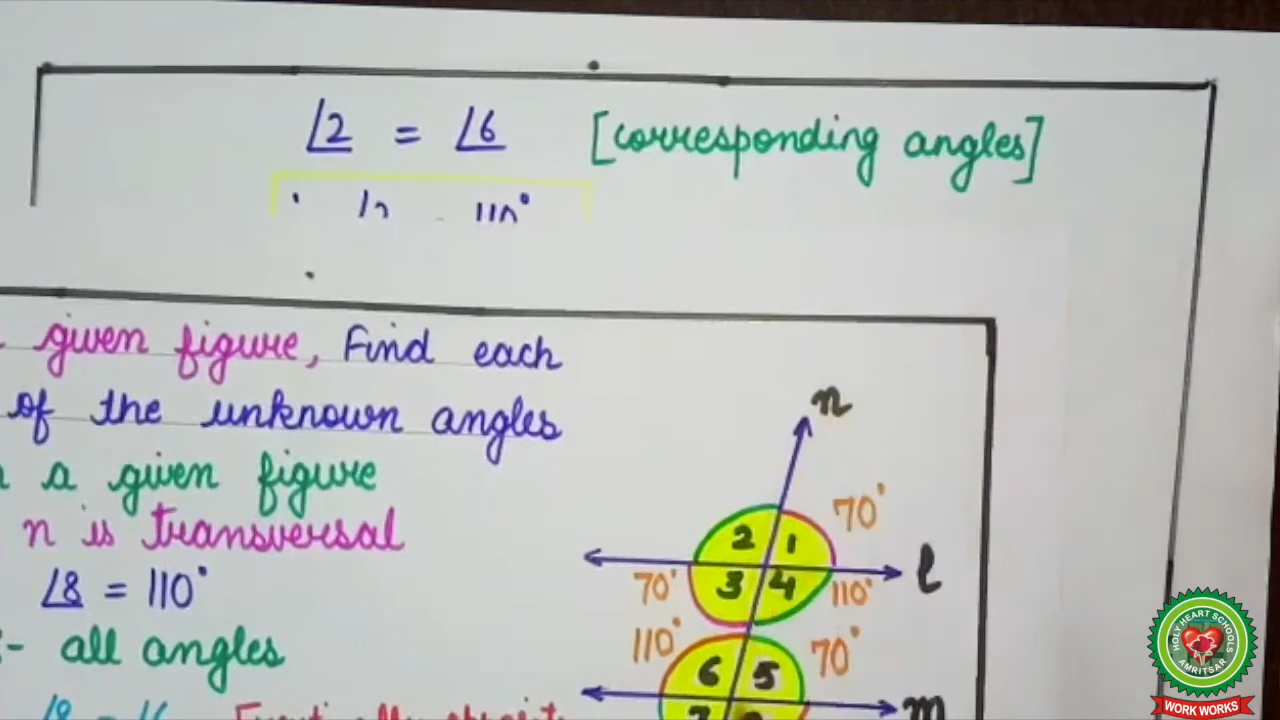 ∠2 = ∠6 [corresponding angles]
110°
given figure, Find each
of the unknown angles
a given figure
n is transversal
∠8 = 110°
:- all angles
n
70°
2 1
l
3 4
70°
110°
110°
70°
6 5
m
HOLY HEART SCHOOLS
AMRITSAR
WORK WORKS